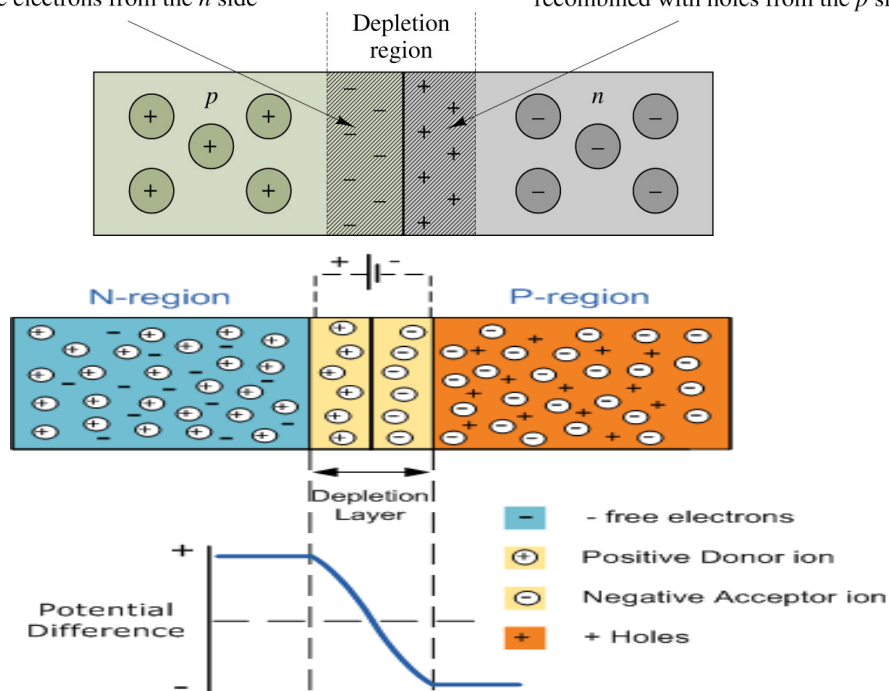 e electrons from the n side
recombined with holes from the p si
Depletion
region
p
n
+ -
N-region
P-region
Depletion
Layer
+
Potential
Difference
-
- - free electrons
+ Positive Donor ion
- Negative Acceptor ion
+ + Holes